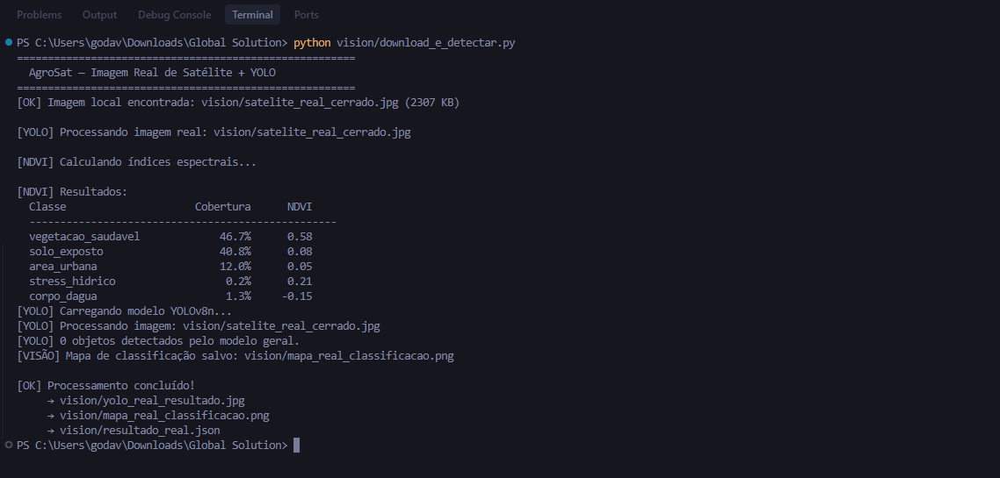 Problems Output Debug Console Terminal Ports
PS C:\Users\godav\Downloads\Global Solution> python vision/download_e_detectar.py
=======================================================
AgroSat — Imagem Real de Satélite + YOLO
=======================================================
[OK] Imagem local encontrada: vision/satelite_real_cerrado.jpg (2307 KB)
[YOLO] Processando imagem real: vision/satelite_real_cerrado.jpg
[NDVI] Calculando índices espectrais...
[NDVI] Resultados:
Classe Cobertura NDVI
--------------------------------------------------
vegetacao_saudavel 46.7% 0.58
solo_exposto 40.8% 0.08
area_urbana 12.0% 0.05
stress_hidrico 0.2% 0.21
corpo_dagua 1.3% -0.15
[YOLO] Carregando modelo YOLOv8n...
[YOLO] Processando imagem: vision/satelite_real_cerrado.jpg
[YOLO] 0 objetos detectados pelo modelo geral.
[VISÃO] Mapa de classificação salvo: vision/mapa_real_classificacao.png
[OK] Processamento concluído!
→ vision/yolo_real_resultado.jpg
→ vision/mapa_real_classificacao.png
→ vision/resultado_real.json
PS C:\Users\godav\Downloads\Global Solution>